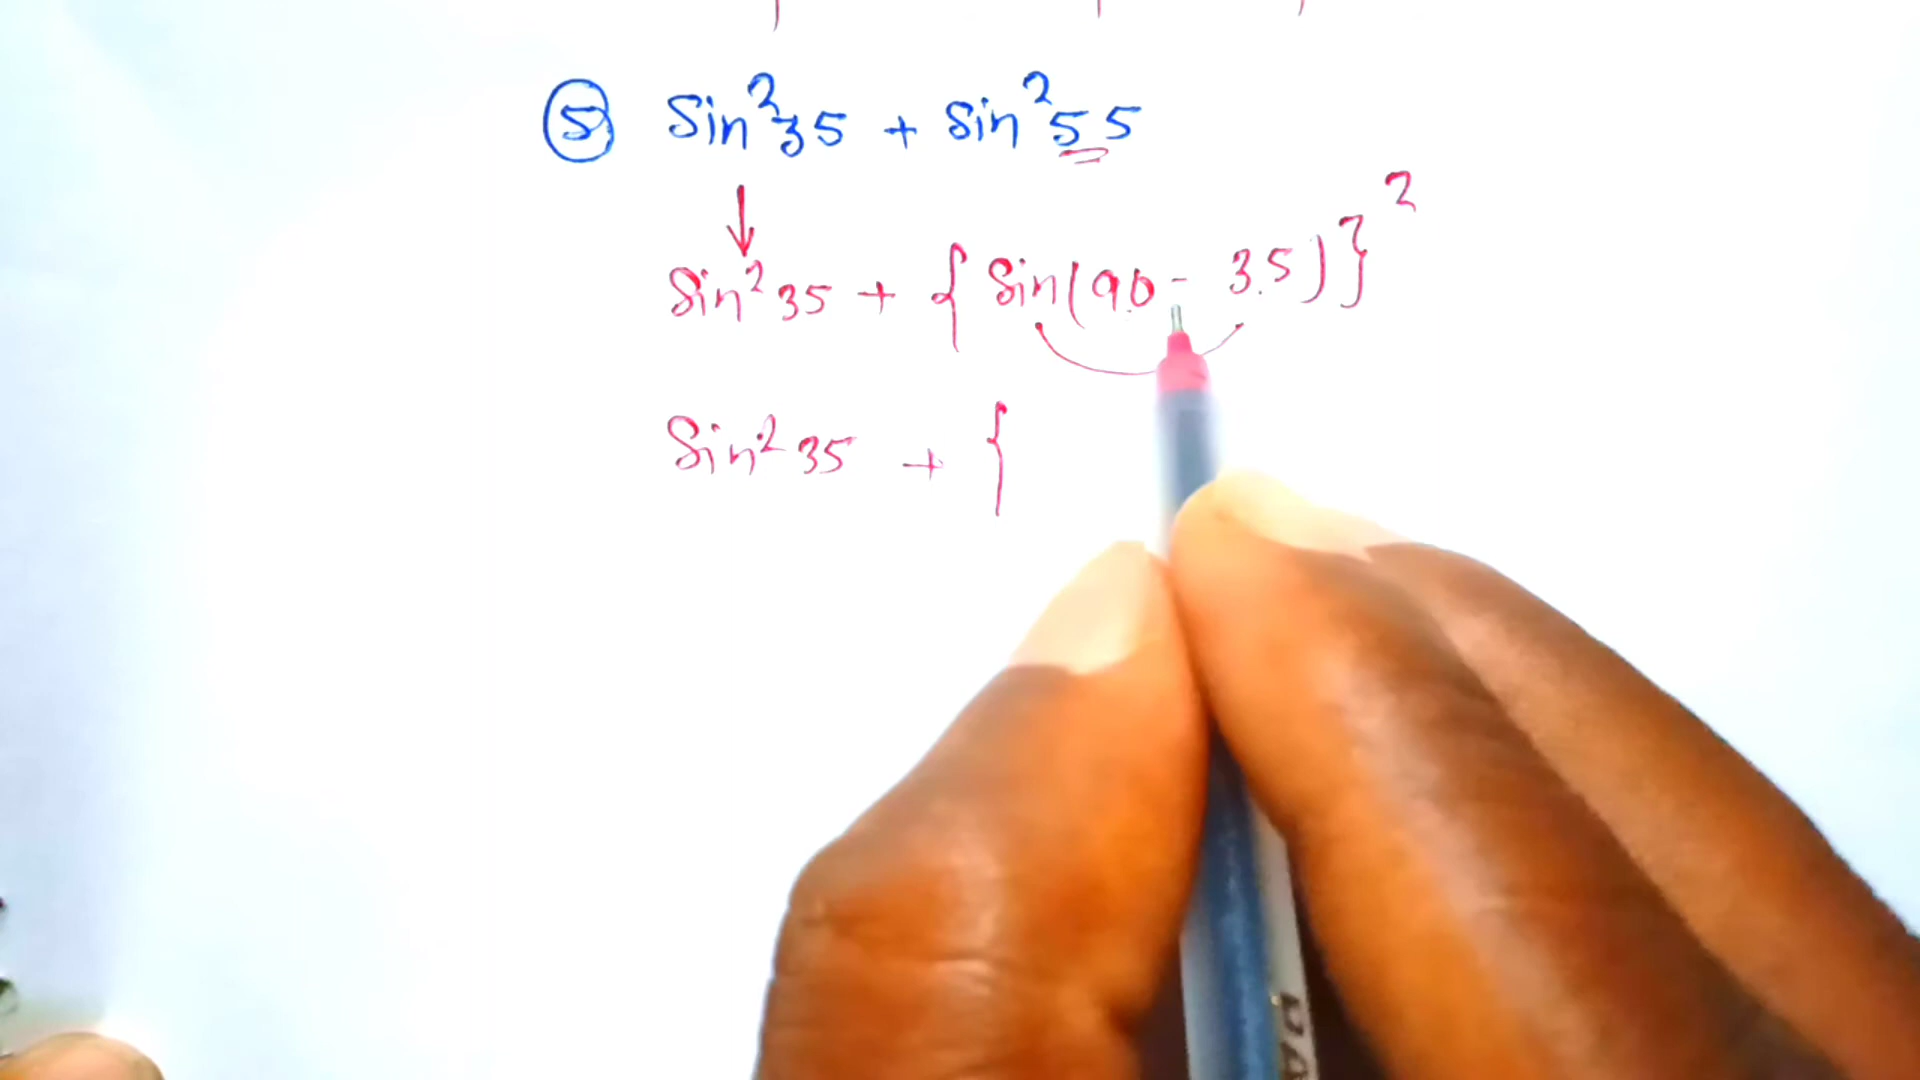 ⑤ Sin²35 + Sin²55
↓
Sin²35 + {Sin(90 - 35)}²
Sin²35 + {